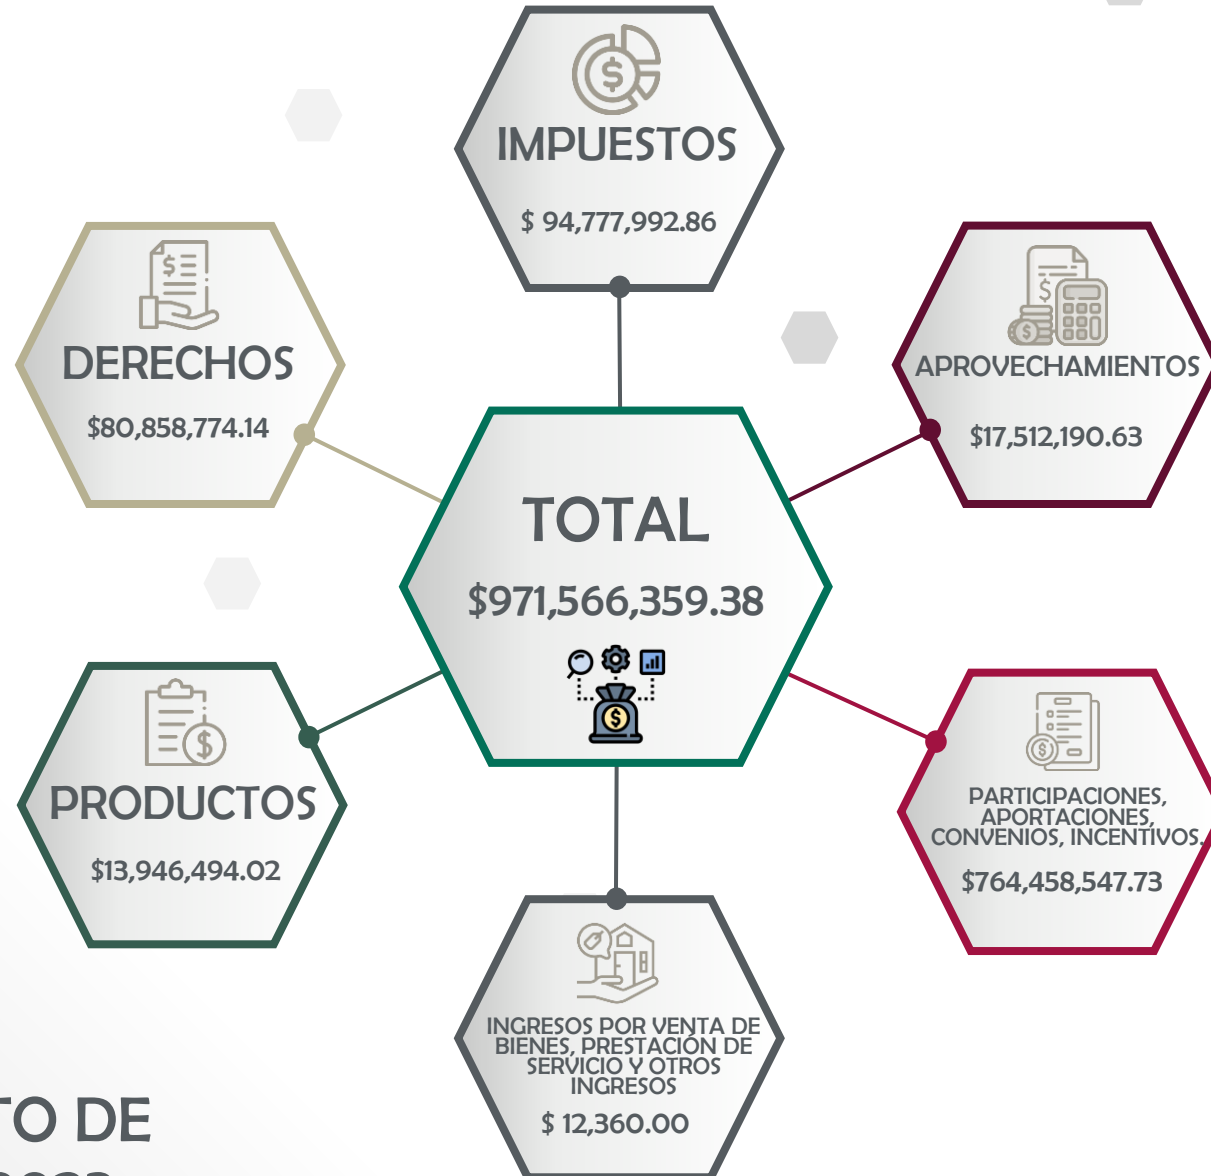 IMPUESTOS
$ 94,777,992.86
DERECHOS
$80,858,774.14
APROVECHAMIENTOS
$17,512,190.63
TOTAL
$971,566,359.38
PRODUCTOS
$13,946,494.02
PARTICIPACIONES,
APORTACIONES,
CONVENIOS, INCENTIVOS.
$764,458,547.73
INGRESOS POR VENTA DE
BIENES, PRESTACIÓN DE
SERVICIO Y OTROS
INGRESOS
$ 12,360.00
TO DE